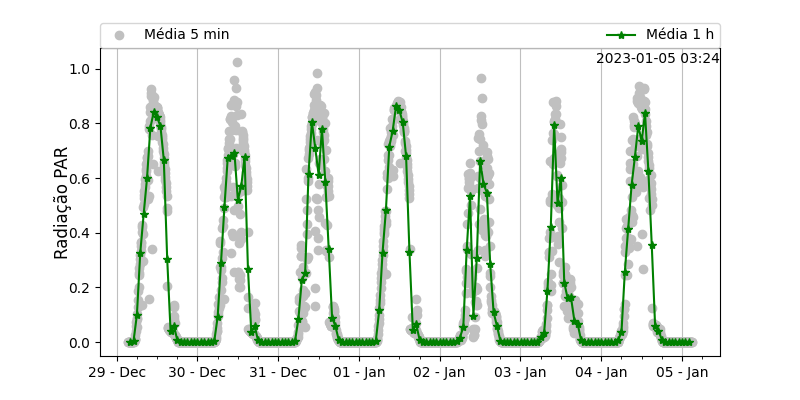 Média 5 min
Média 1 h
2023-01-05 03:24
Radiação PAR
1.0
0.8
0.6
0.4
0.2
0.0
29 - Dec
30 - Dec
31 - Dec
01 - Jan
02 - Jan
03 - Jan
04 - Jan
05 - Jan